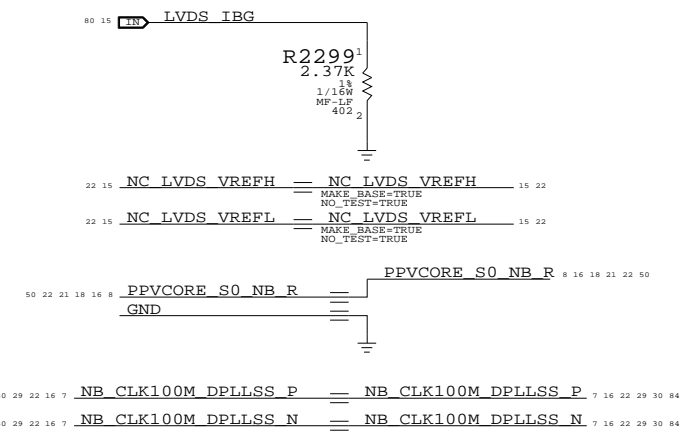 80 15 IN LVDS_IBG
R2299 1
2.37K
1%
1/16W
MF-LF
402 2
22 15 NC_LVDS_VREFH NC_LVDS_VREFH 15 22
MAKE_BASE=TRUE
NO_TEST=TRUE
22 15 NC_LVDS_VREFL NC_LVDS_VREFL 15 22
MAKE_BASE=TRUE
NO_TEST=TRUE
PPVCORE_S0_NB_R 8 16 18 21 22 50
50 22 21 18 16 8 PPVCORE_S0_NB_R
GND
0 29 22 16 7 NB_CLK100M_DPLLSS_P NB_CLK100M_DPLLSS_P 7 16 22 29 30 84
0 29 22 16 7 NB_CLK100M_DPLLSS_N NB_CLK100M_DPLLSS_N 7 16 22 29 30 84